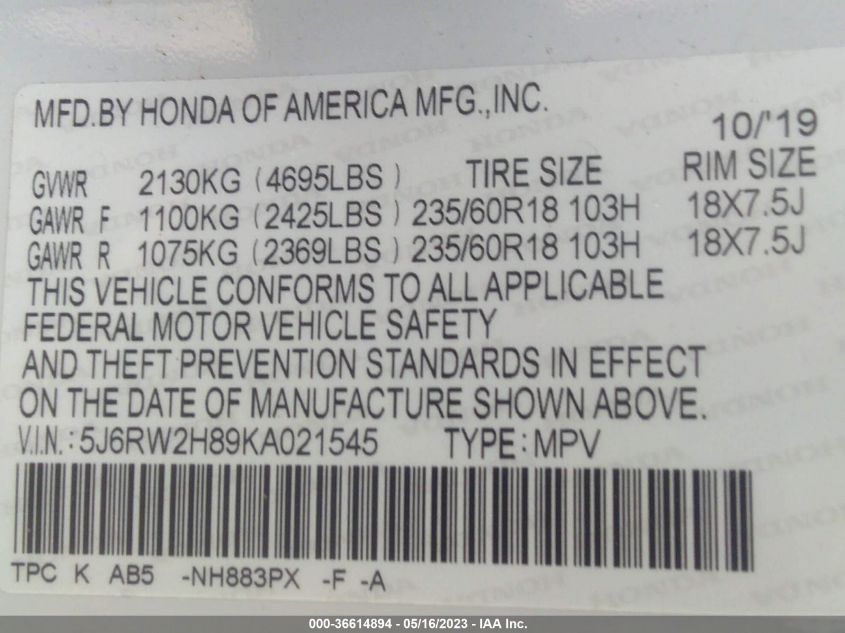 MFD.BY HONDA OF AMERICA MFG.,INC.
10/'19
GVWR 2130KG (4695LBS) TIRE SIZE RIM SIZE
GAWR F 1100KG (2425LBS) 235/60R18 103H 18X7.5J
GAWR R 1075KG (2369LBS) 235/60R18 103H 18X7.5J
THIS VEHICLE CONFORMS TO ALL APPLICABLE
FEDERAL MOTOR VEHICLE SAFETY
AND THEFT PREVENTION STANDARDS IN EFFECT
ON THE DATE OF MANUFACTURE SHOWN ABOVE.
V.I.N.: 5J6RW2H89KA021545 TYPE: MPV
TPC K AB5 -NH883PX -F -A
000-36614894 - 05/16/2023 - IAA Inc.